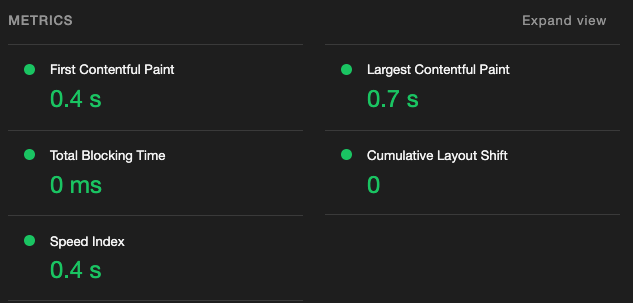 METRICS
Expand view
First Contentful Paint
0.4 s
Largest Contentful Paint
0.7 s
Total Blocking Time
0 ms
Cumulative Layout Shift
0
Speed Index
0.4 s